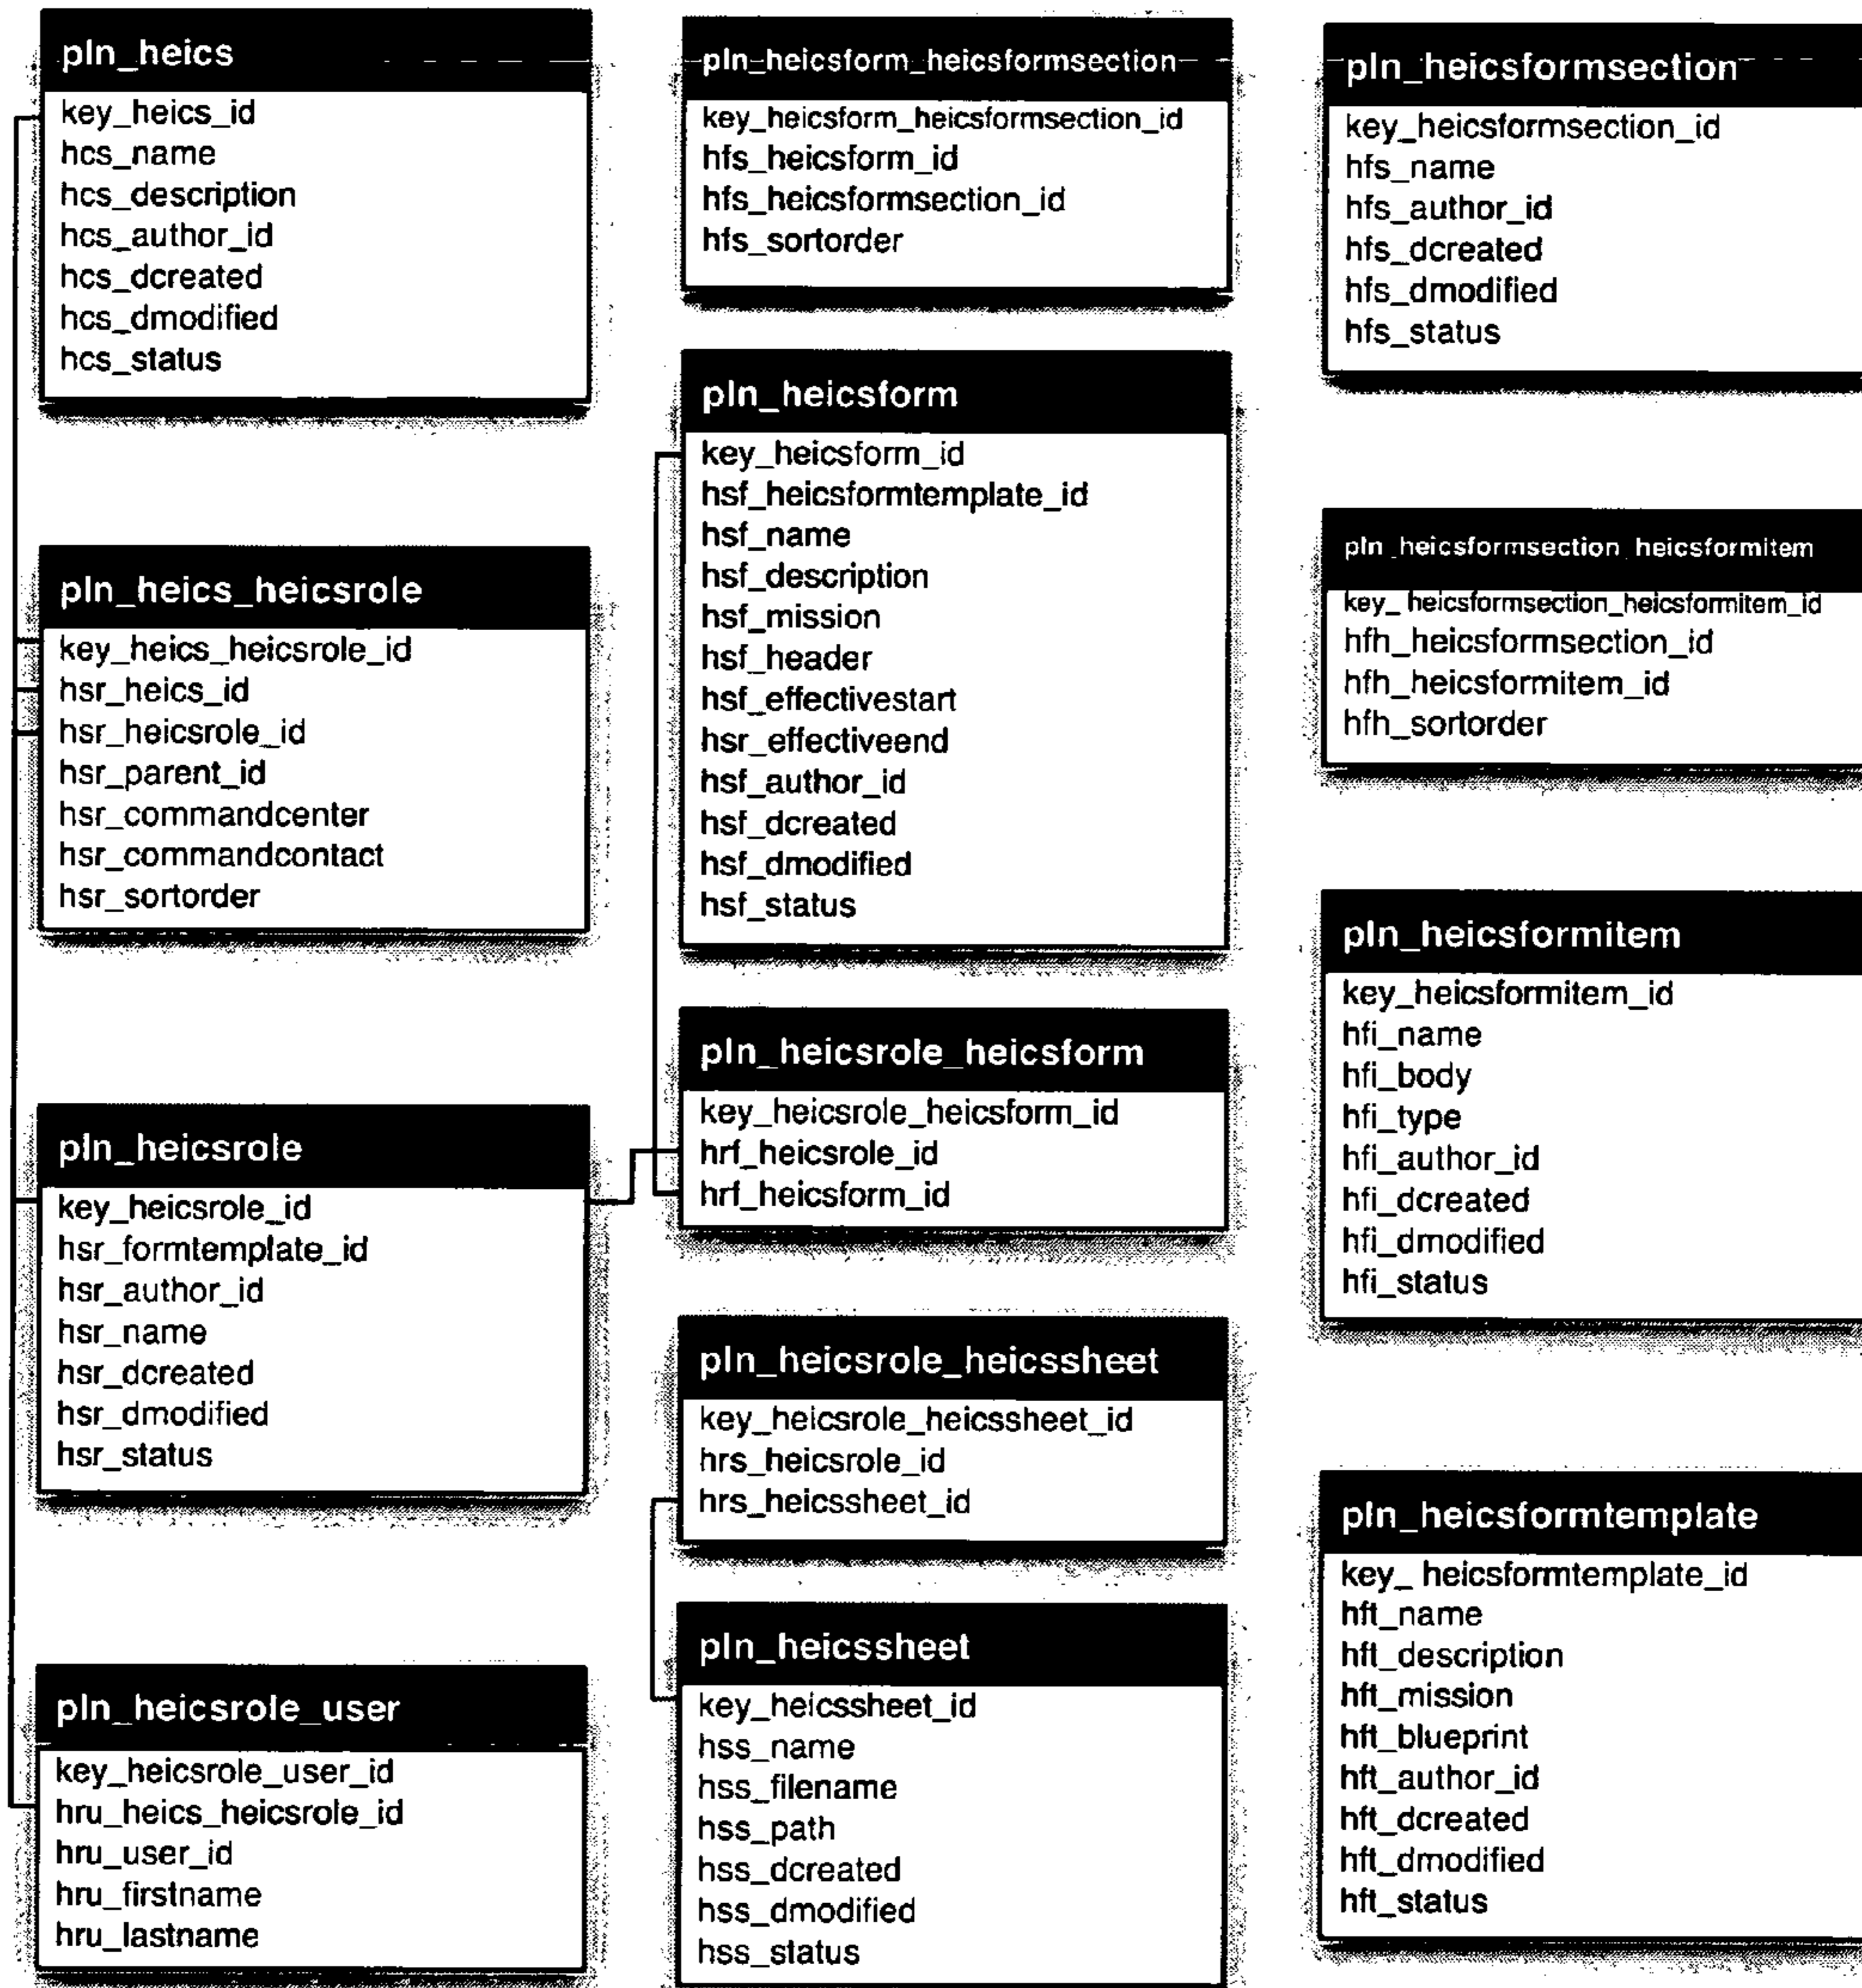 pln_heics
key_heics_id
hcs_name
hcs_description
hcs_author_id
hcs_dcreated
hcs_dmodified
hcs_status
pln_heics_heicsrole
key_heics_heicsrole_id
hsr_heics_id
hsr_heicsrole_id
hsr_parent_id
hsr_commandcenter
hsr_commandcontact
hsr_sortorder
pln_heicsrole
key_heicsrole_id
hsr_formtemplate_id
hsr_author_id
hsr_name
hsr_dcreated
hsr_dmodified
hsr_status
pln_heicsrole_user
key_heicsrole_user_id
hru_heics_heicsrole_id
hru_user_id
hru_firstname
hru_lastname
pln_heicsform_heicsformsection
key_heicsform_heicsformsection_id
hfs_heicsform_id
hfs_heicsformsection_id
hfs_sortorder
pln_heicsform
key_heicsform_id
hsf_heicsformtemplate_id
hsf_name
hsf_description
hsf_mission
hsf_header
hsf_effectivestart
hsr_effectiveend
hsf_author_id
hsf_dcreated
hsf_dmodified
hsf_status
pln_heicsrole_heicsform
key_heicsrole_heicsform_id
hrf_heicsrole_id
hrf_heicsform_id
pln_heicsrole_heicssheet
key_heicsrole_heicssheet_id
hrs_heicsrole_id
hrs_heicssheet_id
pln_heicssheet
key_heicssheet_id
hss_name
hss_filename
hss_path
hss_dcreated
hss_dmodified
hss_status
pln_heicsformsection
key_heicsformsection_id
hfs_name
hfs_author_id
hfs_dcreated
hfs_dmodified
hfs_status
pln_heicsformsection_heicsformitem
key_ heicsformsection_heicsformitem_id
hfh_heicsformsection_id
hfh_heicsformitem_id
hfh_sortorder
pln_heicsformitem
key_heicsformitem_id
hfi_name
hfi_body
hfi_type
hfi_author_id
hfi_dcreated
hfi_dmodified
hfi_status
pln_heicsformtemplate
key_ heicsformtemplate_id
hft_name
hft_description
hft_mission
hft_blueprint
hft_author_id
hft_dcreated
hft_dmodified
hft_status